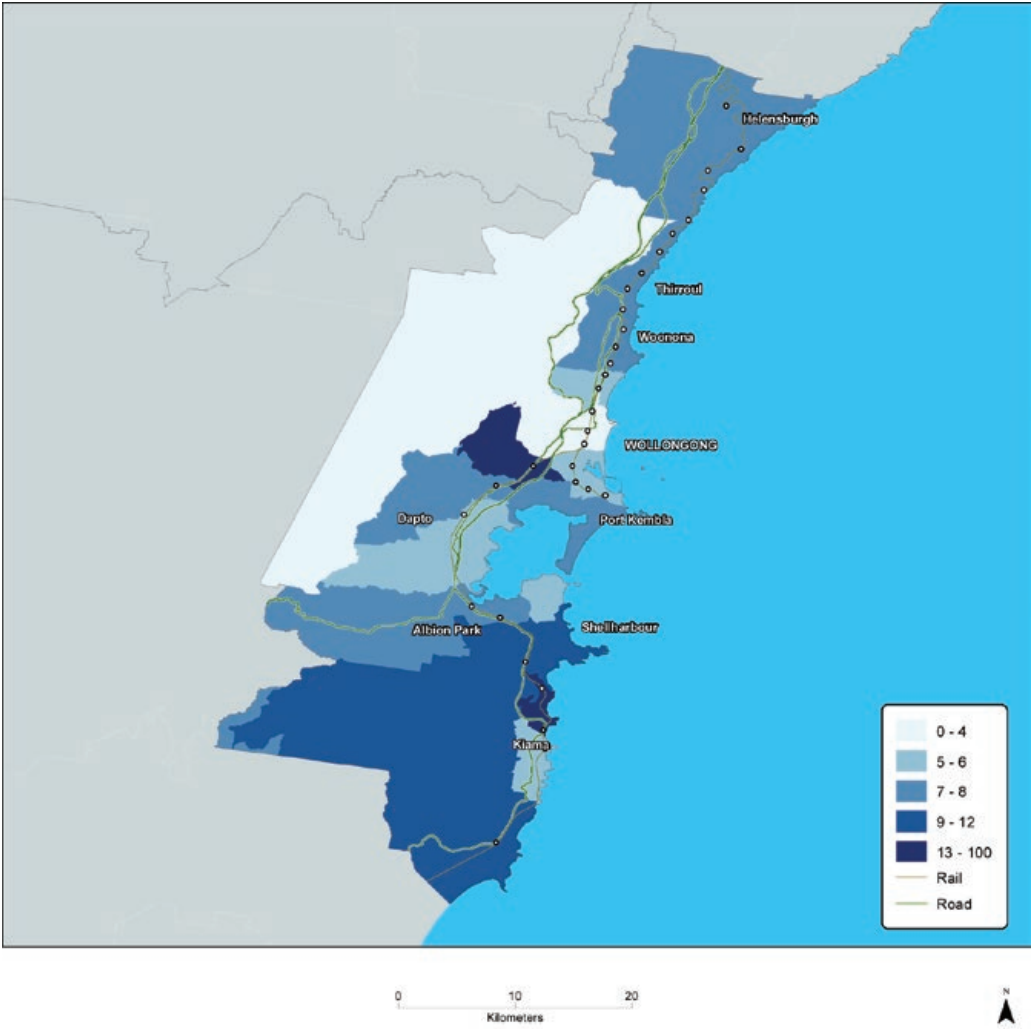 Helensburgh
Thirroul
Woonona
WOLLONGONG
Dapto
Port Kembla
Albion Park
Shellharbour
Kiama
0 - 4
5 - 6
7 - 8
9 - 12
13 - 100
Rail
Road
0 10 20
Kilometers
N